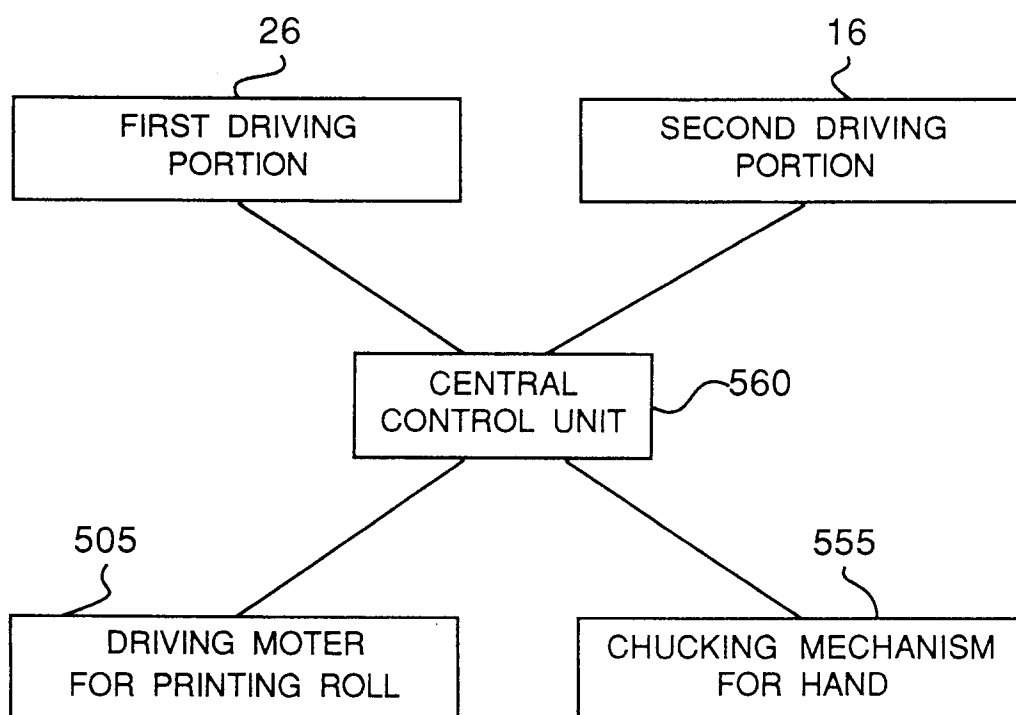 26
16
FIRST DRIVING
PORTION
SECOND DRIVING
PORTION
CENTRAL
CONTROL UNIT
560
505
555
DRIVING MOTER
FOR PRINTING ROLL
CHUCKING MECHANISM
FOR HAND